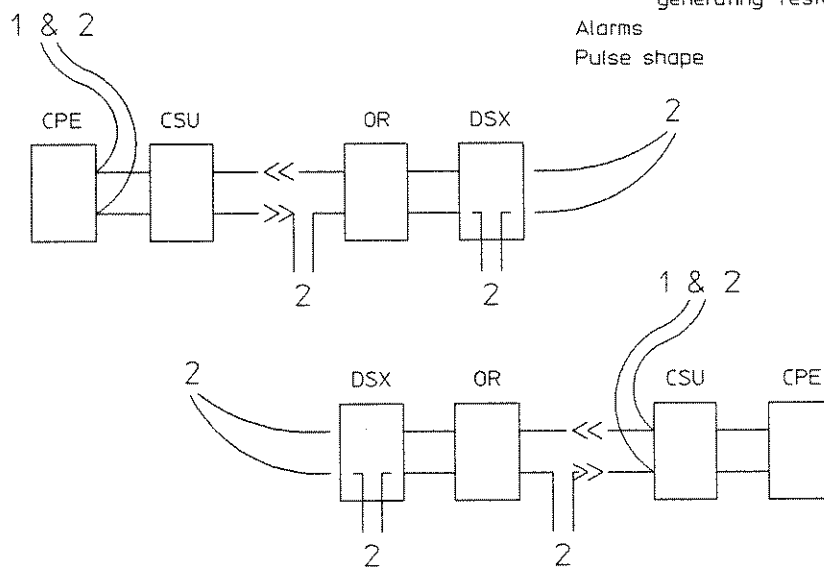 1 & 2
Alarms
Pulse shape
CPE CSU OR DSX
2
<< 
>>
2 2
1 & 2
2
DSX OR CSU CPE
<<
>>
2 2